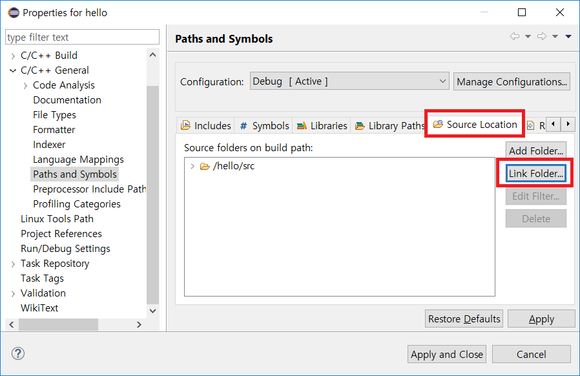 Properties for hello
type filter text
C/C++ Build
C/C++ General
Code Analysis
Documentation
File Types
Formatter
Indexer
Language Mappings
Paths and Symbols
Preprocessor Include Path
Profiling Categories
Linux Tools Path
Project References
Run/Debug Settings
Task Repository
Task Tags
Validation
WikiText
Paths and Symbols
Configuration: Debug [ Active ] Manage Configurations...
Includes # Symbols Libraries Library Paths Source Location R
Source folders on build path:
/hello/src
Add Folder...
Link Folder...
Edit Filter...
Delete
Restore Defaults Apply
? Apply and Close Cancel